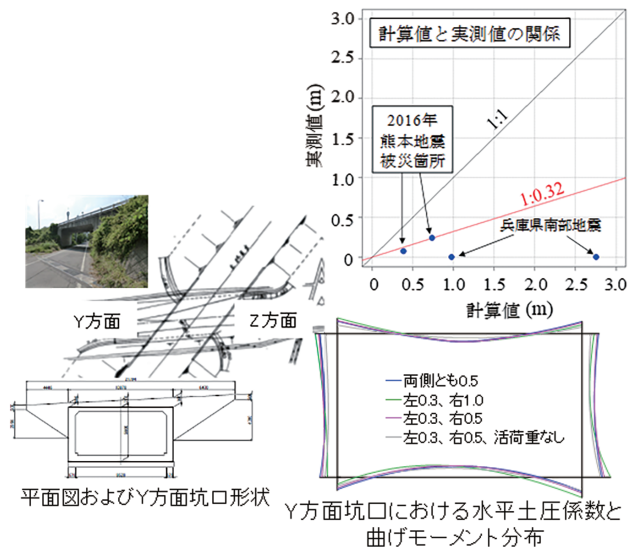 計算値と実測値の関係
3.0
2.5
2.0
1.5
1.0
0.5
0
実測値(m)
2016年
熊本地震
被災箇所
1:1
1:0.32
兵庫県南部地震
0
0.5
1.0
1.5
2.0
2.5
3.0
計算値 (m)
Y方面
Z方面
平面図およびY方面坑口形状
両側とも0.5
左0.3、右1.0
左0.3、右0.5
左0.3、右0.5、活荷重なし
Y方面坑口における水平土圧係数と
曲げモーメント分布